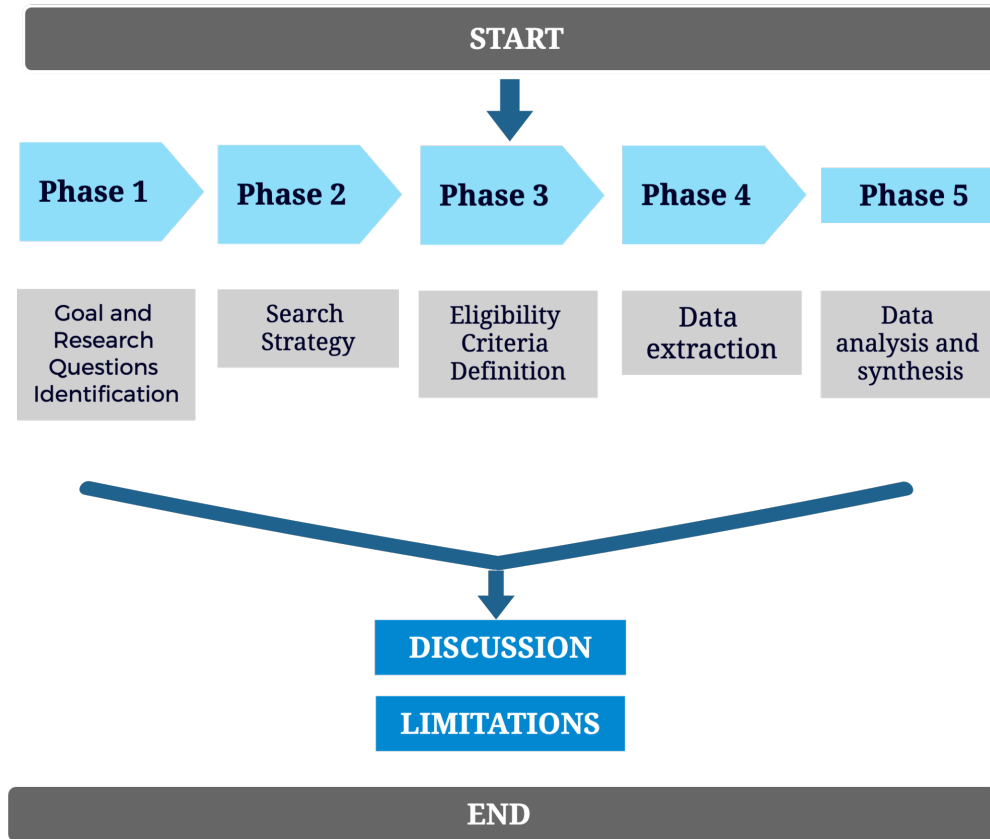 START
Phase 1
Phase 2
Phase 3
Phase 4
Phase 5
Goal and
Research
Questions
Identification
Search
Strategy
Eligibility
Criteria
Definition
Data
extraction
Data
analysis and
synthesis
DISCUSSION
LIMITATIONS
END